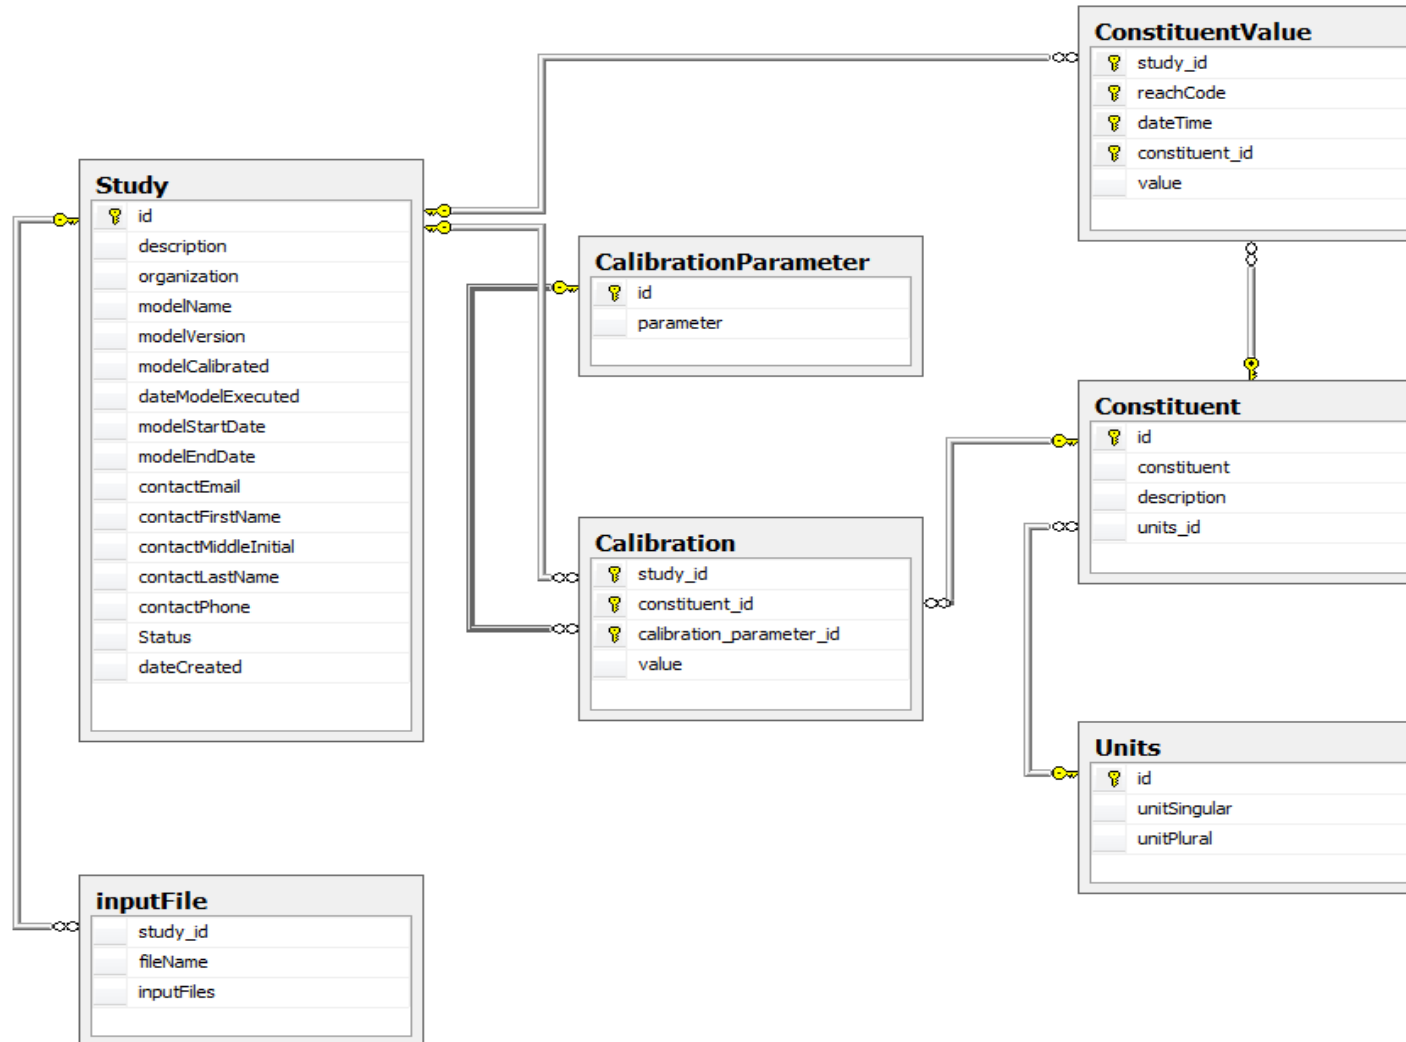 Study
id
description
organization
modelName
modelVersion
modelCalibrated
dateModelExecuted
modelStartDate
modelEndDate
contactEmail
contactFirstName
contactMiddleInitial
contactLastName
contactPhone
Status
dateCreated
inputFile
study_id
fileName
inputFiles
CalibrationParameter
id
parameter
Calibration
study_id
constituent_id
calibration_parameter_id
value
ConstituentValue
study_id
reachCode
dateTime
constituent_id
value
Constituent
id
constituent
description
units_id
Units
id
unitSingular
unitPlural